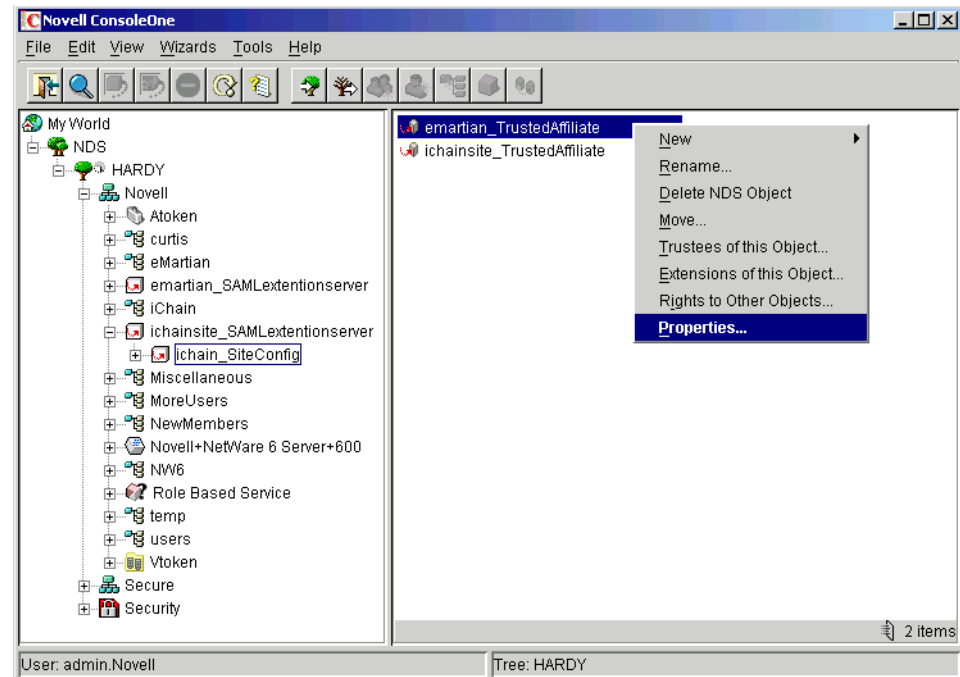 Novell ConsoleOne
File Edit View Wizards Tools Help
My World
NDS
HARDY
Novell
Atoken
curtis
eMartian
emartian_SAMLextentionserver
iChain
ichainsite_SAMLextentionserver
ichain_SiteConfig
Miscellaneous
MoreUsers
NewMembers
Novell+NetWare 6 Server+600
NW6
Role Based Service
temp
users
Vtoken
Secure
Security
emartian_TrustedAffiliate
ichainsite_TrustedAffiliate
New
Rename...
Delete NDS Object
Move...
Trustees of this Object...
Extensions of this Object...
Rights to Other Objects...
Properties...
2 items
User: admin.Novell
Tree: HARDY